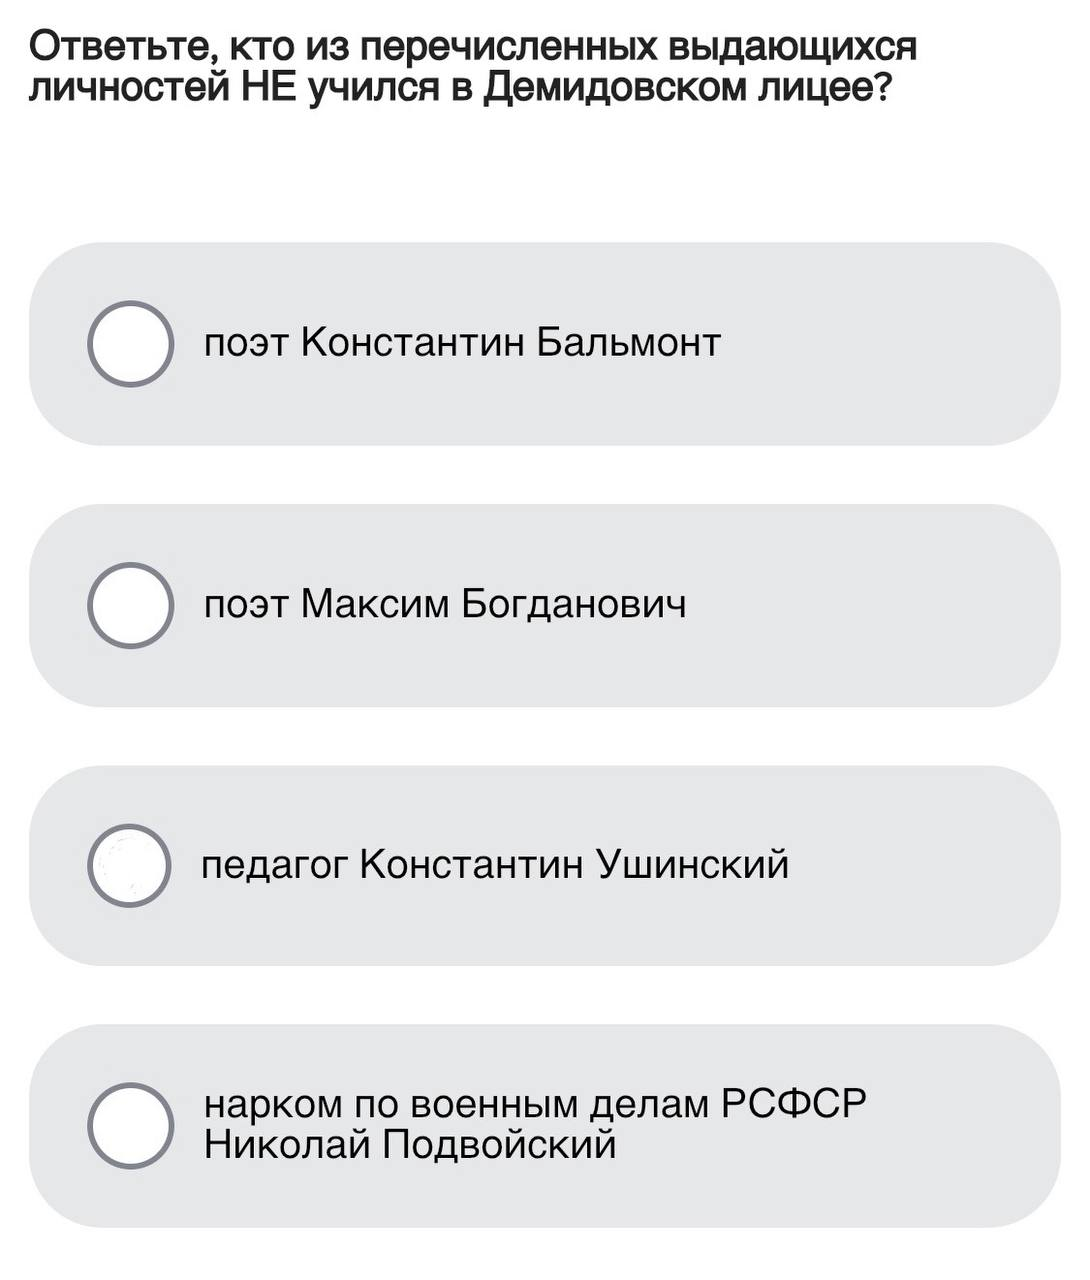 Ответьте, кто из перечисленных выдающихся
личностей НЕ учился в Демидовском лицее?
поэт Константин Бальмонт
поэт Максим Богданович
педагог Константин Ушинский
нарком по военным делам РСФСР
Николай Подвойский